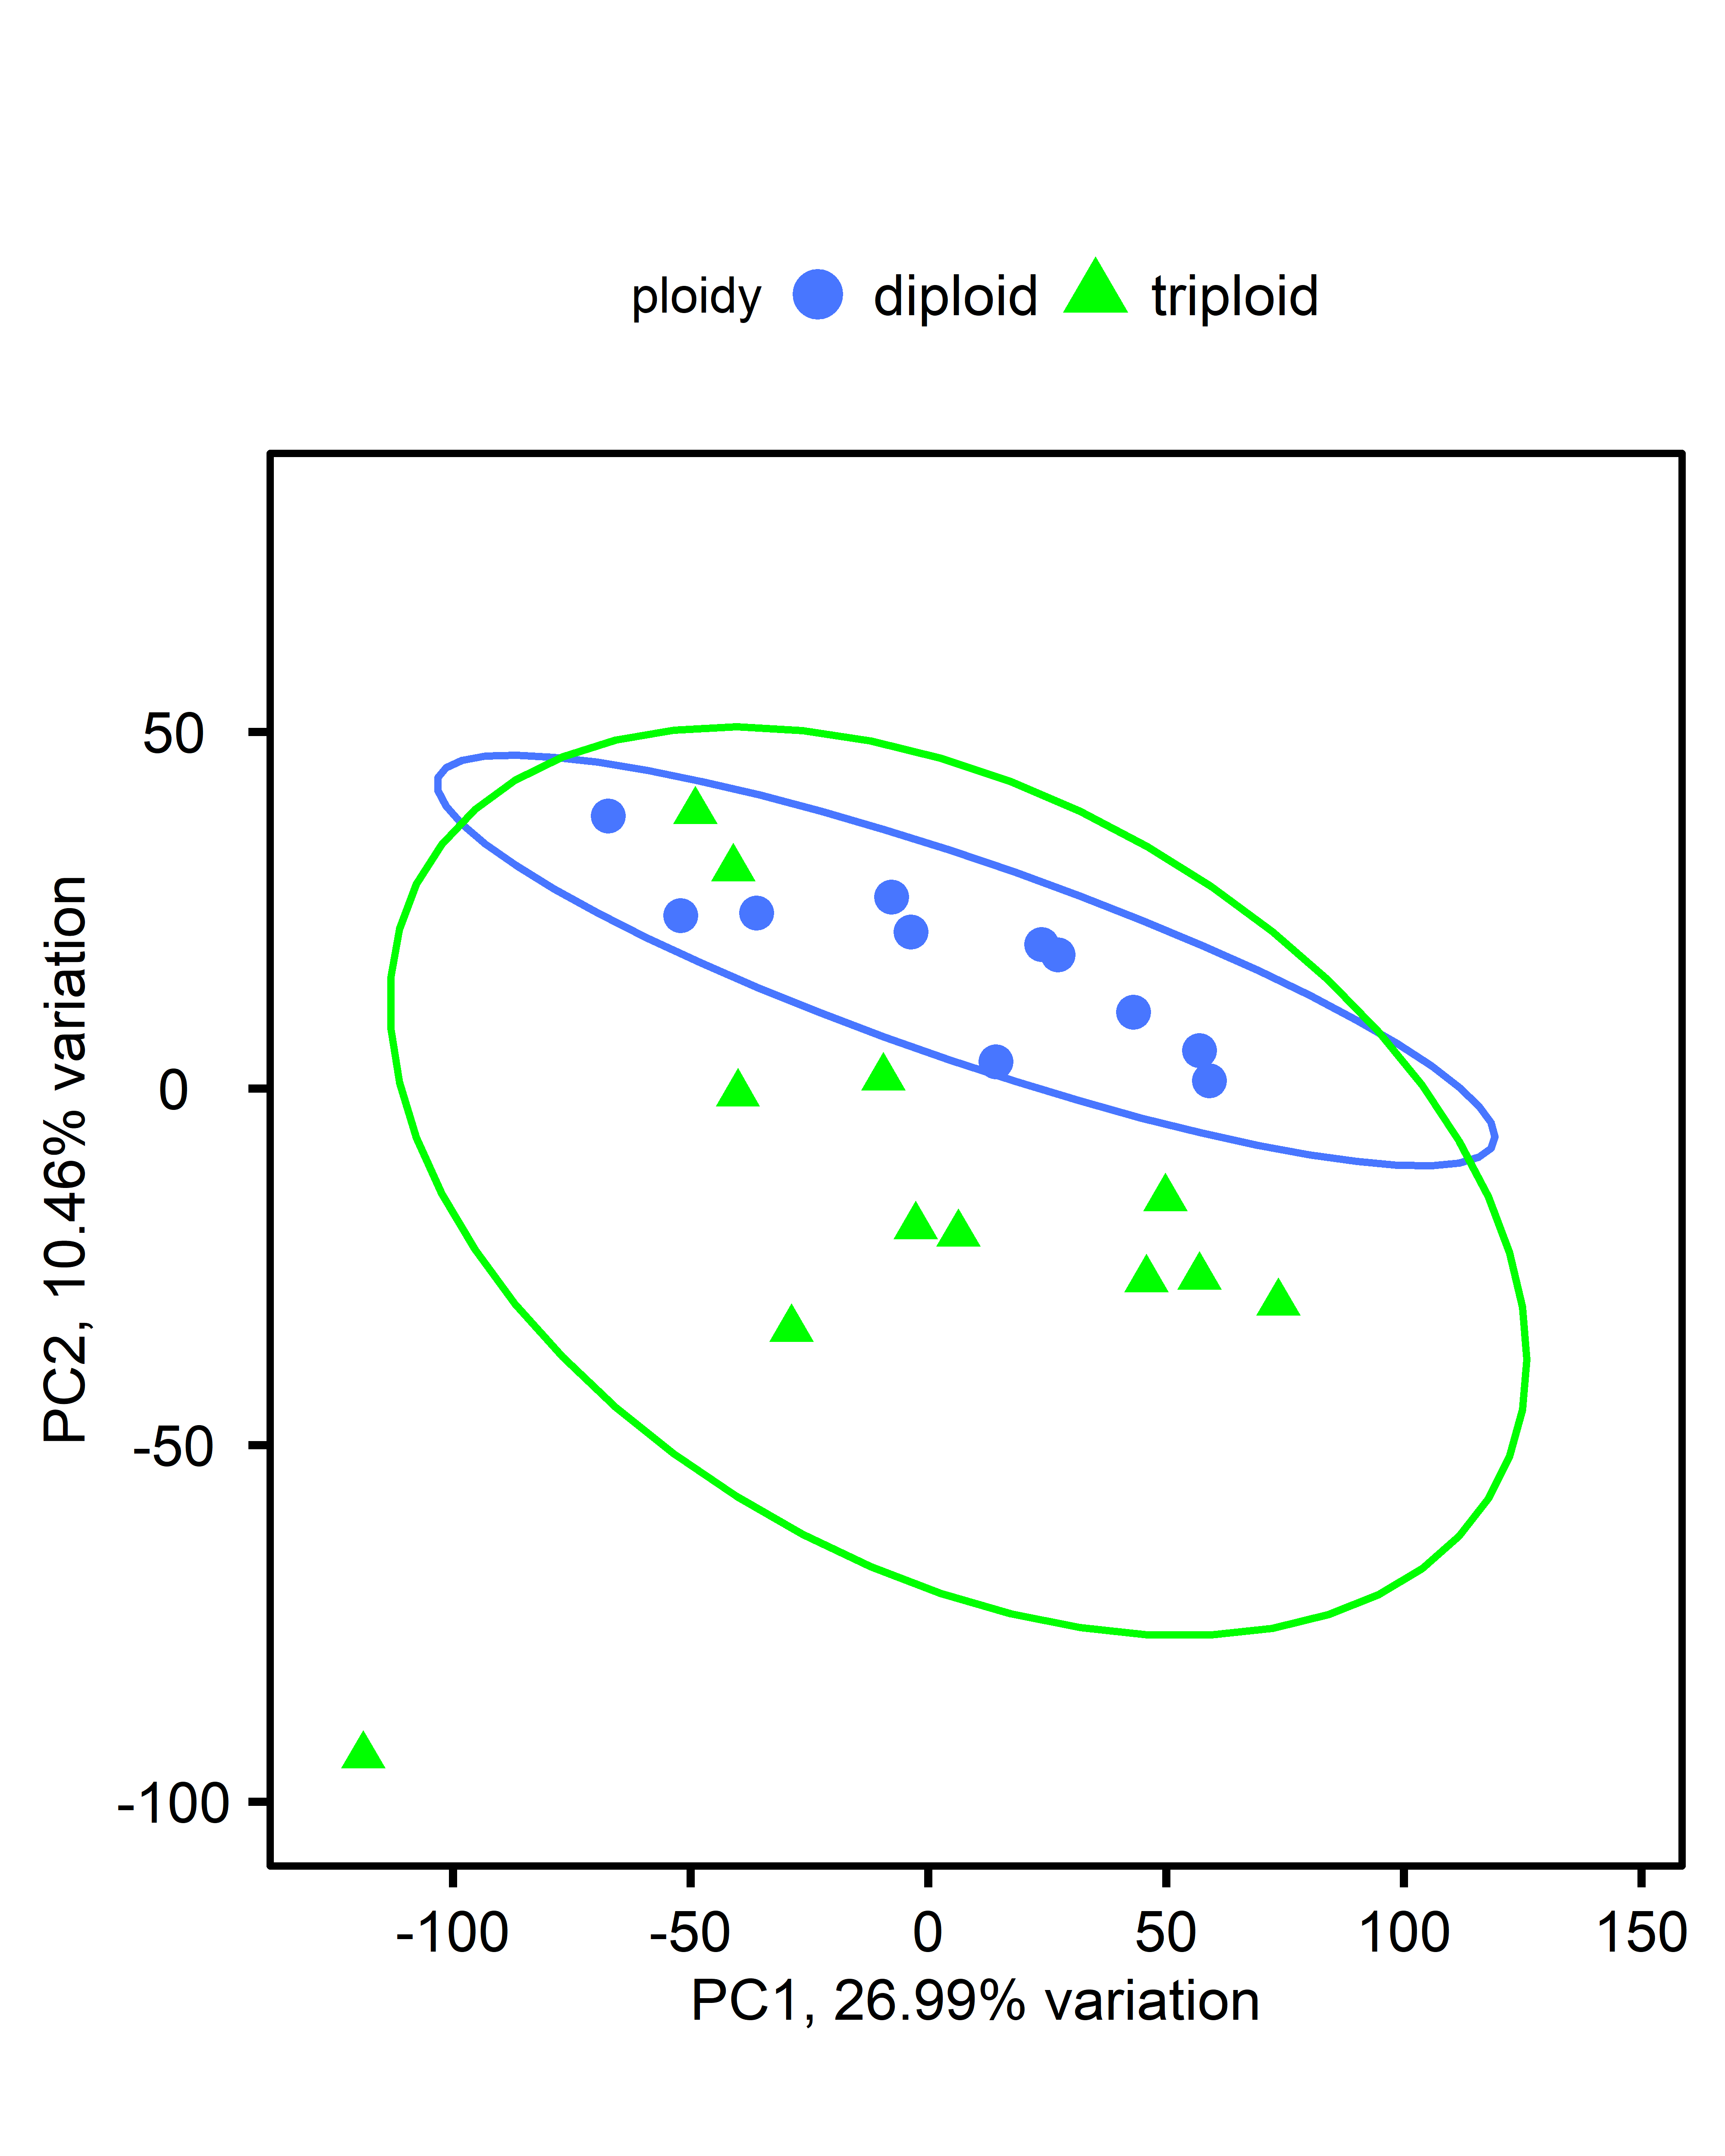 ploidy diploid triploid
50
0
-50
-100
PC2, 10.46% variation
-100 -50 0 50 100 150
PC1, 26.99% variation